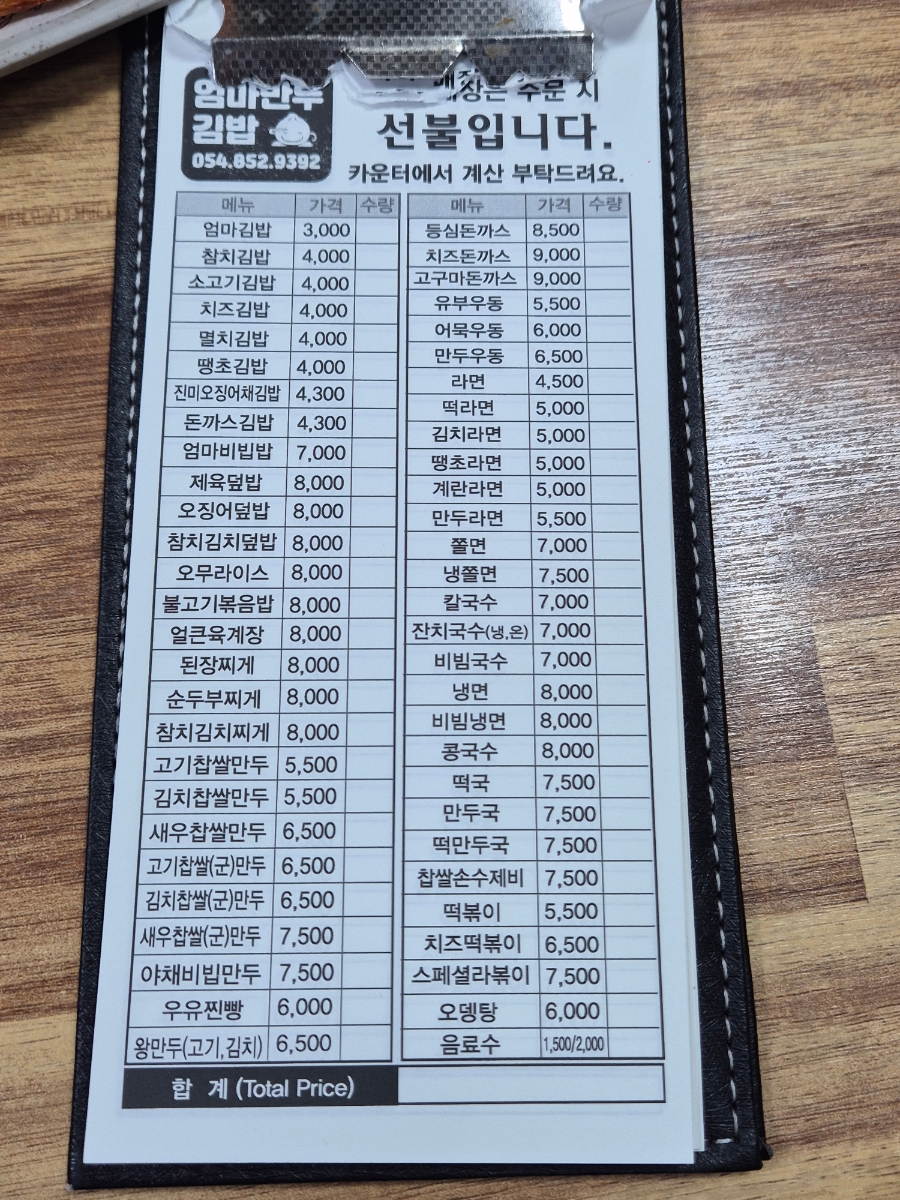 엄마만두
김밥
054.852.9392
매장은 주문 시
선불입니다.
카운터에서 계산 부탁드려요.
메뉴 가격 수량
엄마김밥 3,000
참치김밥 4,000
소고기김밥 4,000
치즈김밥 4,000
멸치김밥 4,000
땡초김밥 4,000
진미오징어채김밥 4,300
돈까스김밥 4,300
엄마비빔밥 7,000
제육덮밥 8,000
오징어덮밥 8,000
참치김치덮밥 8,000
오무라이스 8,000
불고기볶음밥 8,000
얼큰육계장 8,000
된장찌게 8,000
순두부찌게 8,000
참치김치찌게 8,000
고기찹쌀만두 5,500
김치찹쌀만두 5,500
새우찹쌀만두 6,500
고기찹쌀(군)만두 6,500
김치찹쌀(군)만두 6,500
새우찹쌀(군)만두 7,500
야채비빔만두 7,500
우유찐빵 6,000
왕만두(고기,김치) 6,500
메뉴 가격 수량
등심돈까스 8,500
치즈돈까스 9,000
고구마돈까스 9,000
유부우동 5,500
어묵우동 6,000
만두우동 6,500
라면 4,500
떡라면 5,000
김치라면 5,000
땡초라면 5,000
계란라면 5,000
만두라면 5,500
쫄면 7,000
냉쫄면 7,500
칼국수 7,000
잔치국수(냉,온) 7,000
비빔국수 7,000
냉면 8,000
비빔냉면 8,000
콩국수 8,000
떡국 7,500
만두국 7,500
떡만두국 7,500
찹쌀손수제비 7,500
떡볶이 5,500
치즈떡볶이 6,500
스페셜라볶이 7,500
오뎅탕 6,000
음료수 1,500/2,000
합 계 (Total Price)